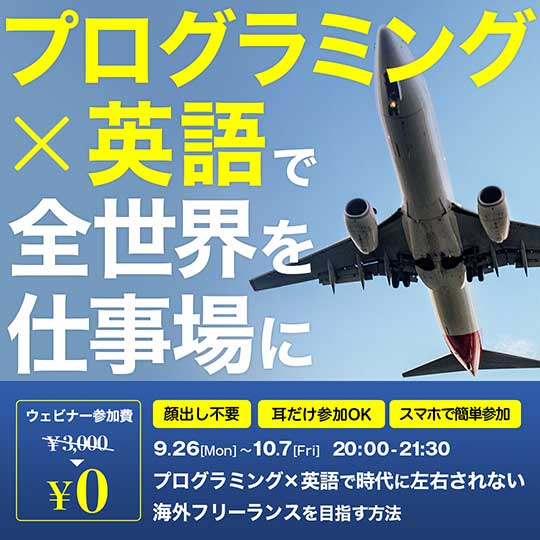 プログラミング
×英語で
全世界を
仕事場に
ウェビナー参加費
¥3,000
¥0
顔出し不要 耳だけ参加OK スマホで簡単参加
9.26[Mon]～10.7[Fri] 20:00-21:30
プログラミング×英語で時代に左右されない
海外フリーランスを目指す方法